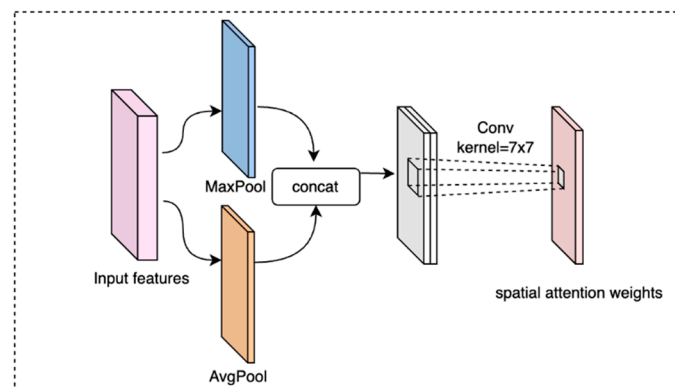 MaxPool
Input features
concat
Conv
kernel=7x7
AvgPool
spatial attention weights